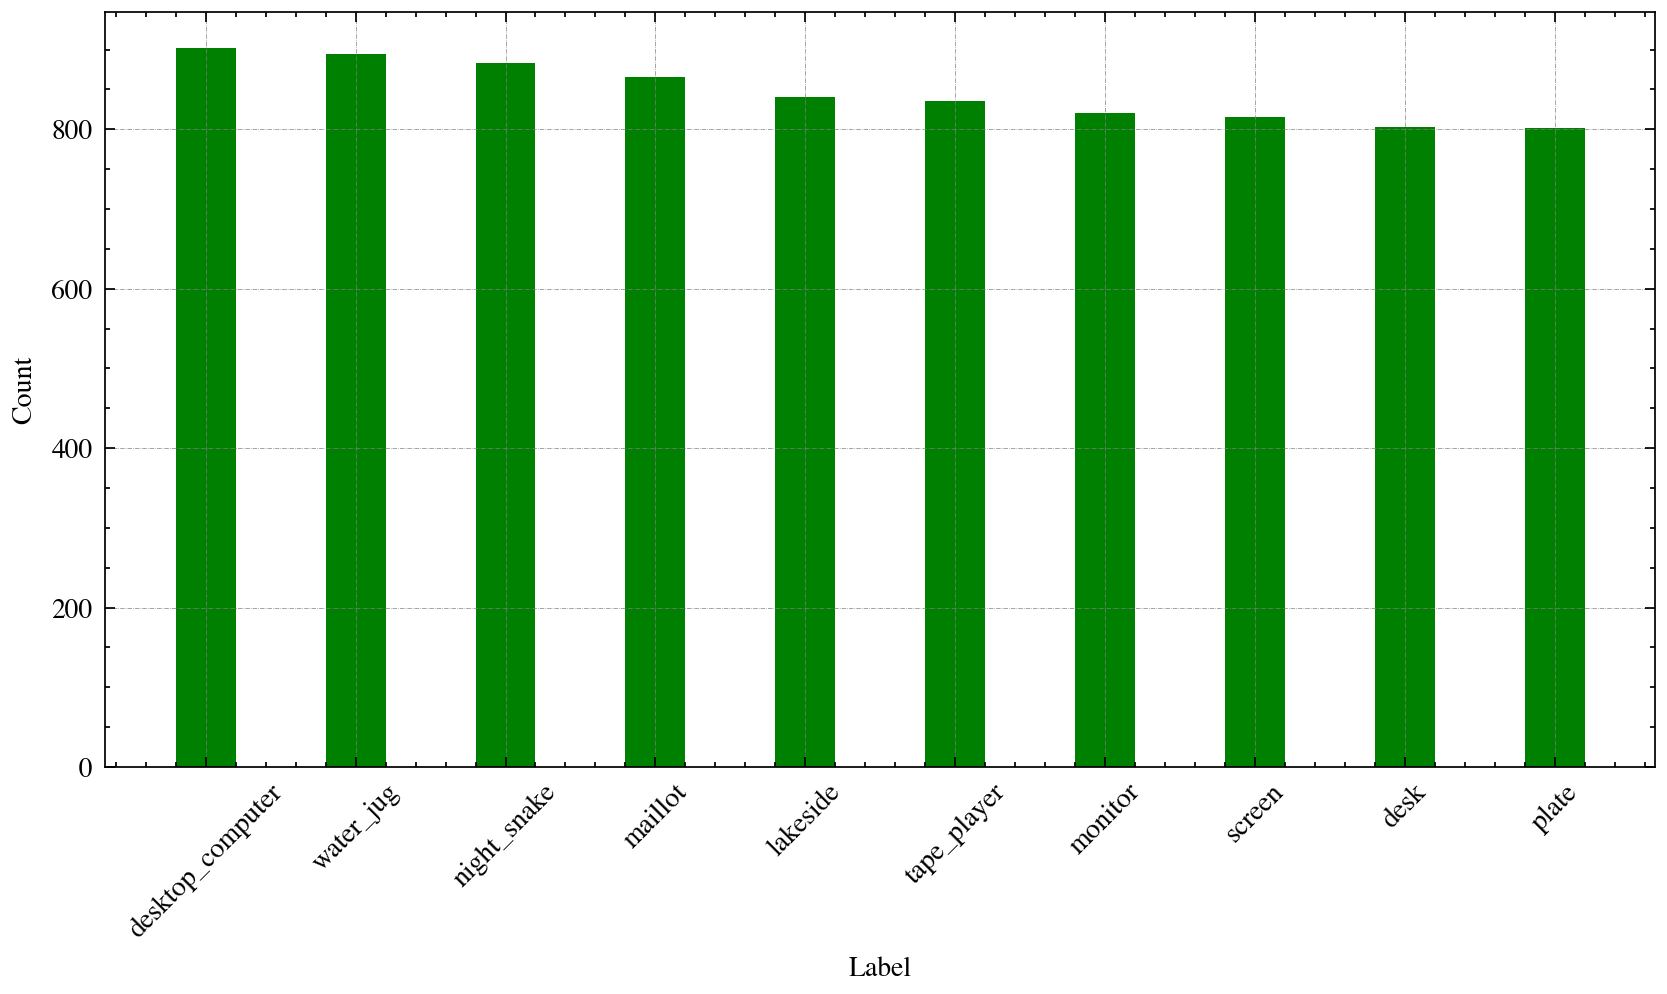 800
600
400
200
0
Count
desktop_computer
water_jug
night_snake
maillot
lakeside
tape_player
monitor
screen
desk
plate
Label